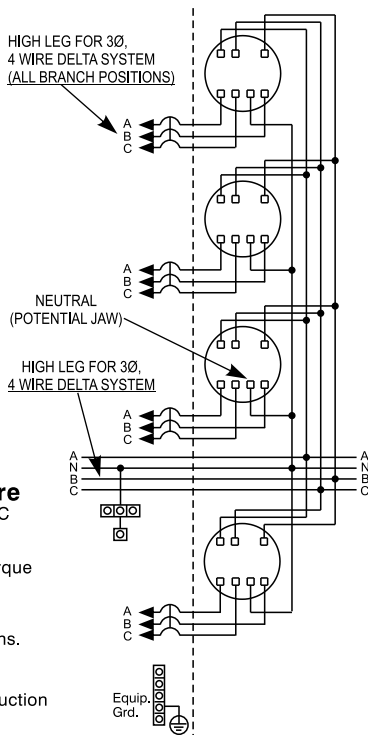 HIGH LEG FOR 3Ø,
4 WIRE DELTA SYSTEM
(ALL BRANCH POSITIONS)
A
B
C
A
B
C
NEUTRAL
(POTENTIAL JAW)
HIGH LEG FOR 3Ø,
4 WIRE DELTA SYSTEM
A
B
C
A
N
B
C
A
N
B
C
re
C
rque
ns.
uction
A
B
C
Equip.
Grd.